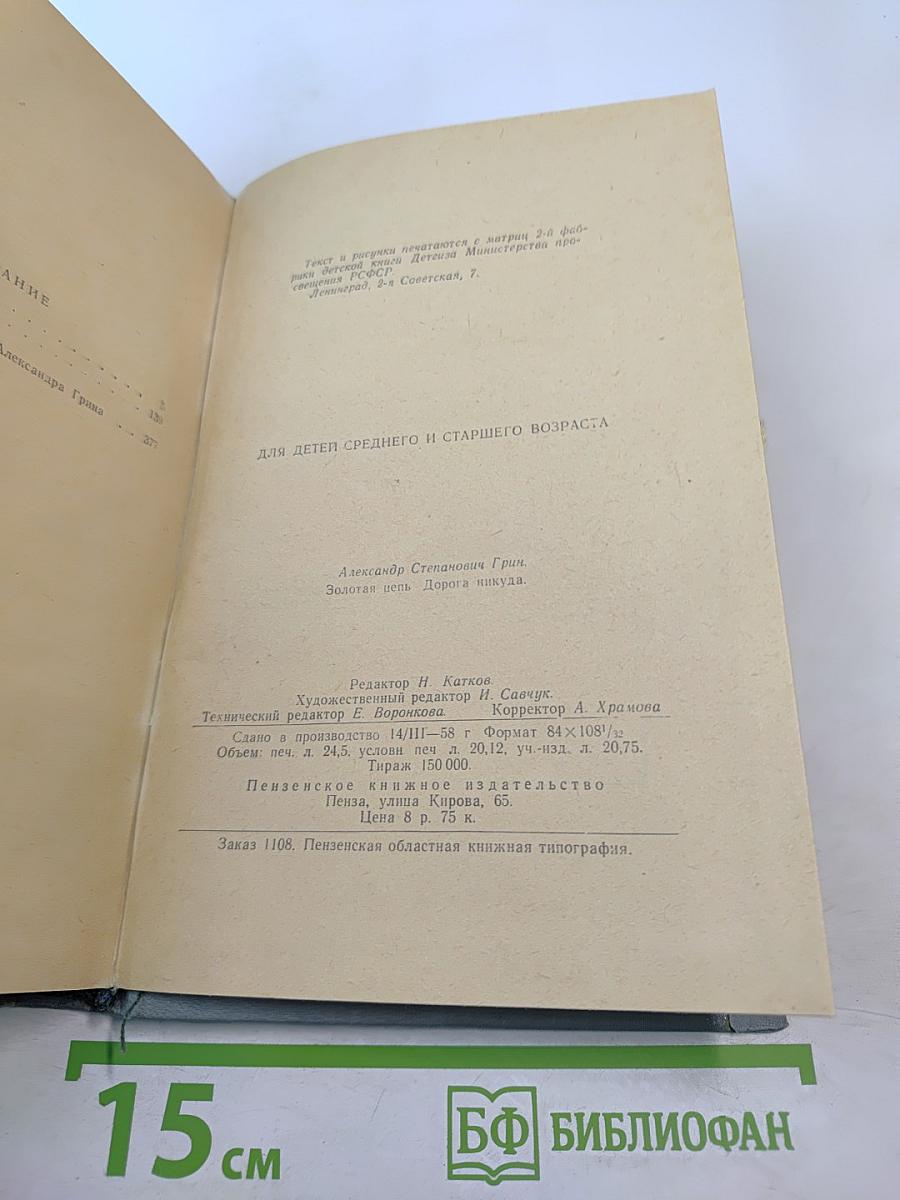 АНИЕ
Александра Грина
139
377
Текст и рисунки печатаются с матриц 2-й фаб-
рики детской книги Детгиза Министерства про-
свещения РСФСР.
Ленинград, 2-я Советская, 7.
ДЛЯ ДЕТЕЙ СРЕДНЕГО И СТАРШЕГО ВОЗРАСТА
Александр Степанович Грин.
Золотая цепь Дорога никуда.
Редактор Н. Катков.
Художественный редактор И. Савчук.
Технический редактор Е. Воронкова. Корректор А. Храмова
Сдано в производство 14/III—58 г Формат 84×108¹/₃₂
Объем: печ. л. 24,5. условн печ л. 20,12, уч.-изд. л. 20,75.
Тираж 150 000.
Пензенское книжное издательство
Пенза, улица Кирова, 65.
Цена 8 р. 75 к.
Заказ 1108. Пензенская областная книжная типография.
15 см
БФ БИБЛИОФАН